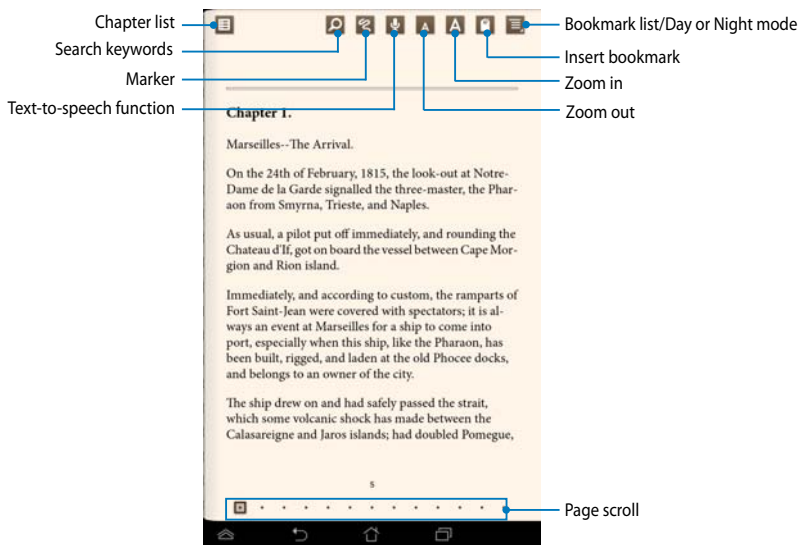 Chapter list
Search keywords
Marker
Text-to-speech function
Bookmark list/Day or Night mode
Insert bookmark
Zoom in
Zoom out
A
A
Chapter 1.
Marseilles--The Arrival.
On the 24th of February, 1815, the look-out at Notre-
Dame de la Garde signalled the three-master, the Phar-
aon from Smyrna, Trieste, and Naples.
As usual, a pilot put off immediately, and rounding the
Chateau d'If, got on board the vessel between Cape Mor-
gion and Rion island.
Immediately, and according to custom, the ramparts of
Fort Saint-Jean were covered with spectators; it is al-
ways an event at Marseilles for a ship to come into
port, especially when this ship, like the Pharaon, has
been built, rigged, and laden at the old Phocee docks,
and belongs to an owner of the city.
The ship drew on and had safely passed the strait,
which some volcanic shock has made between the
Calasareigne and Jaros islands; had doubled Pomegue,
5
Page scroll